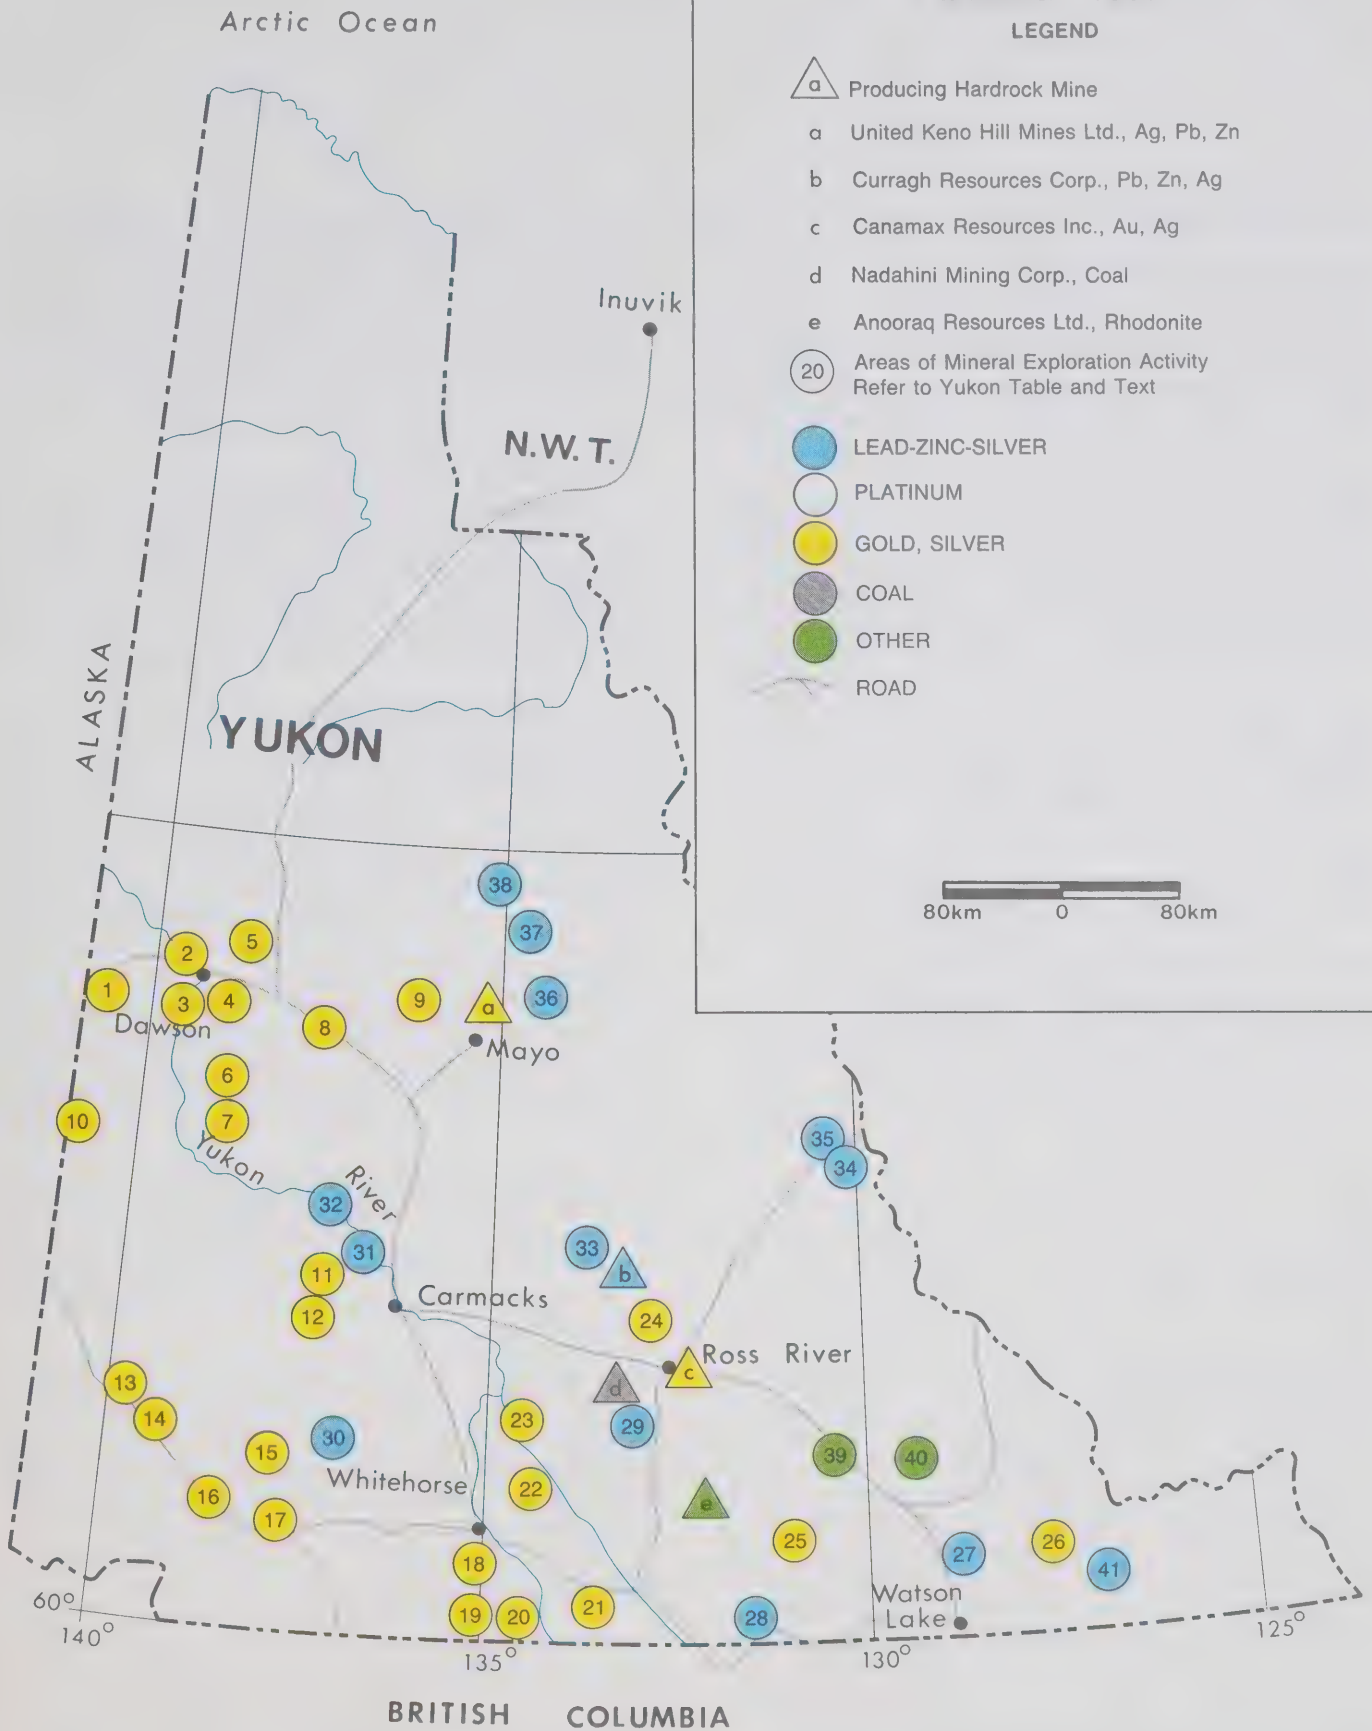 Arctic Ocean
LEGEND
a Producing Hardrock Mine
a United Keno Hill Mines Ltd., Ag, Pb, Zn
b Curragh Resources Corp., Pb, Zn, Ag
c Canamax Resources Inc., Au, Ag
d Nadahini Mining Corp., Coal
e Anooraq Resources Ltd., Rhodonite
20 Areas of Mineral Exploration Activity
Refer to Yukon Table and Text
LEAD-ZINC-SILVER
PLATINUM
GOLD, SILVER
COAL
OTHER
ROAD
80km 0 80km
Inuvik
N.W.T.
ALASKA
YUKON
38
37
5
2
1
3
4
9
a
36
Dawson
8
Mayo
6
10
7
Yukon
River
35
34
32
31
33
b
11
12
Carmacks
24
Ross River
c
13
d
14
23
29
30
15
39
40
Whitehorse
22
16
e
17
25
26
18
27
41
Watson
Lake
19
20
21
28
60°
140°
135°
130°
125°
BRITISH COLUMBIA